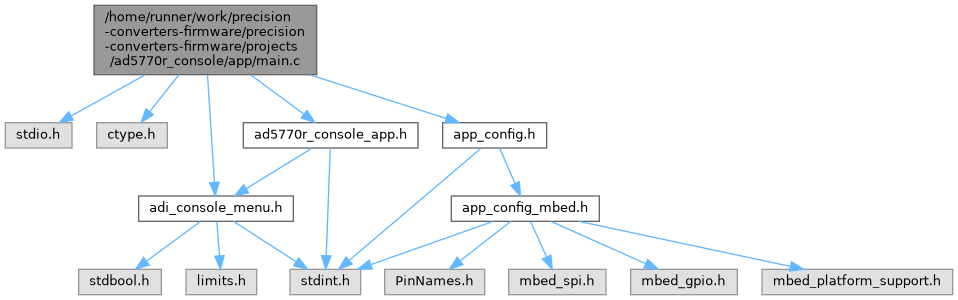 /home/runner/work/precision
-converters-firmware/precision
-converters-firmware/projects
/ad5770r_console/app/main.c
stdio.h
ctype.h
ad5770r_console_app.h
app_config.h
adi_console_menu.h
app_config_mbed.h
stdbool.h
limits.h
stdint.h
PinNames.h
mbed_spi.h
mbed_gpio.h
mbed_platform_support.h